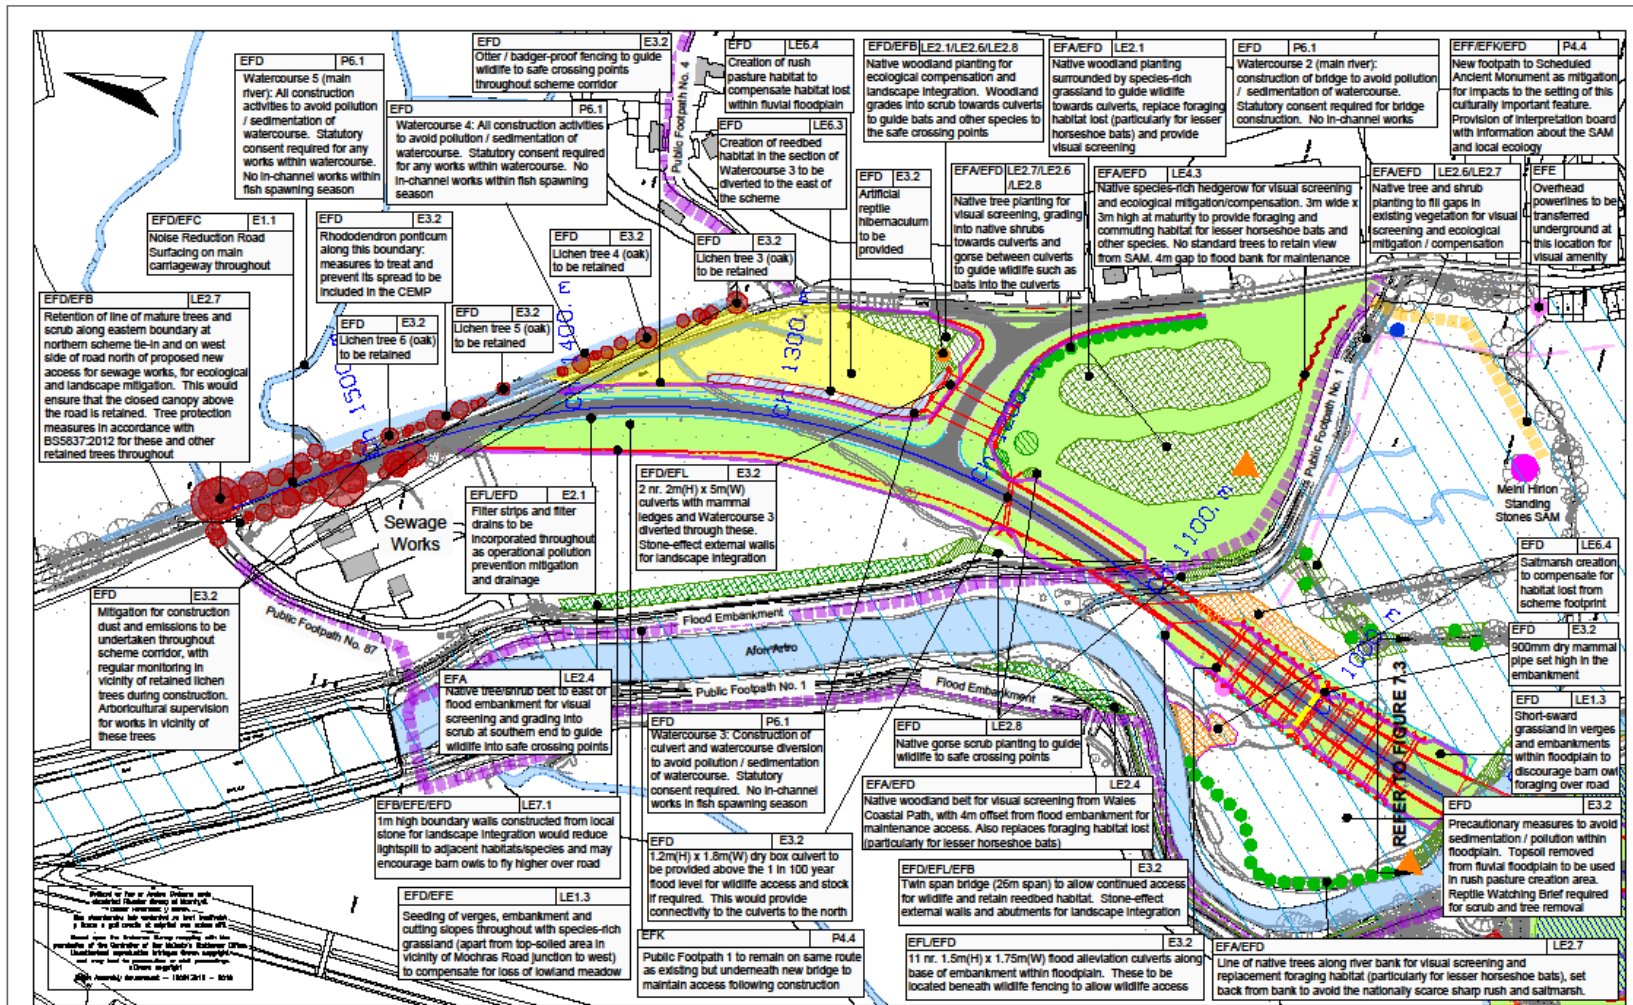 EFD E3.2
Otter / badger-proof fencing to guide
wildlife to safe crossing points
throughout scheme corridor
EFD LE6.4
Creation of rush
pasture habitat to
compensate habitat lost
within fluvial floodplain
EFD/EFB LE2.1/LE2.6/LE2.8
Native woodland planting for
ecological compensation and
landscape integration. Woodland
grades into scrub towards culverts
to guide bats and other species to
the safe crossing points
EFA/EFD LE2.1
Native woodland planting
surrounded by species-rich
grassland to guide wildlife
towards culverts, replace foraging
habitat lost (particularly for lesser
horseshoe bats) and provide
visual screening
EFD P6.1
Watercourse 2 (main river):
construction of bridge to avoid pollution
/ sedimentation of watercourse.
Statutory consent required for bridge
construction. No in-channel works
EFF/EFK/EFD P4.4
New footpath to Scheduled
Ancient Monument as mitigation
for impacts to the setting of this
culturally important feature.
Provision of interpretation board
with information about the SAM
and local ecology
EFD P6.1
Watercourse 5 (main
river): All construction
activities to avoid pollution
/ sedimentation of
watercourse. Statutory
consent required for any
works within watercourse.
No in-channel works within
fish spawning season
P6.1
Watercourse 4: All construction activities
to avoid pollution / sedimentation of
watercourse. Statutory consent required
for any works within watercourse. No
in-channel works within fish spawning
season
Public Footpath No. 4
EFD LE6.3
Creation of reedbed
habitat in the section of
Watercourse 3 to be
diverted to the east of
the scheme
EFD E3.2
Artificial
reptile
hibernaculum
to be
provided
EFA/EFD LE2.7/LE2.6
/LE2.8
Native tree planting for
visual screening, grading
into native shrubs
towards culverts and
gorse between culverts
to guide wildlife such as
bats into the culverts
EFA/EFD LE4.3
Native species-rich hedgerow for visual screening
and ecological mitigation/compensation. 3m wide x
3m high at maturity to provide foraging and
commuting habitat for lesser horseshoe bats and
other species. No standard trees to retain view
from SAM. 4m gap to flood bank for maintenance
EFA/EFD LE2.6/LE2.7
Native tree and shrub
planting to fill gaps in
existing vegetation for visual
screening and ecological
mitigation / compensation
EFE
Overhead
powerlines to be
transferred
underground at
this location for
visual amenity
EFD/EFC E1.1
Noise Reduction Road
Surfacing on main
carriageway throughout
EFD E3.2
Rhododendron ponticum
along this boundary:
measures to treat and
prevent its spread to be
included in the CEMP
EFD E3.2
Lichen tree 4 (oak)
to be retained
EFD E3.2
Lichen tree 3 (oak)
to be retained
EFD/EFB LE2.7
Retention of line of mature trees and
scrub along eastern boundary at
northern scheme tie-in and on west
side of road north of proposed new
access for sewage works, for ecological
and landscape mitigation. This would
ensure that the closed canopy above
the road is retained. Tree protection
measures in accordance with
BS5837:2012 for these and other
retained trees throughout
EFD E3.2
Lichen tree 6 (oak)
to be retained
EFD E3.2
Lichen tree 5 (oak)
to be retained
Public Footpath No. 1
Meini Hirion
Standing
Stones SAM
Sewage
Works
EFL/EFD E2.1
Filter strips and filter
drains to be
incorporated throughout
as operational pollution
prevention mitigation
and drainage
EFD/EFL E3.2
2 nr. 2m(H) x 5m(W)
culverts with mammal
ledges and Watercourse 3
diverted through these.
Stone-effect external walls
for landscape integration
EFD LE6.4
Saltmarsh creation
to compensate for
habitat lost from
scheme footprint
EFD E3.2
Mitigation for construction
dust and emissions to be
undertaken throughout
scheme corridor, with
regular monitoring in
vicinity of retained lichen
trees during construction.
Arboricultural supervision
for works in vicinity of
these trees
Public Footpath No. 87
Flood Embankment
Afon Artro
Public Footpath No. 1
Flood Embankment
EFD E3.2
900mm dry mammal
pipe set high in the
embankment
EFA LE2.4
Native tree/shrub belt to east of
flood embankment for visual
screening and grading into
scrub at southern end to guide
wildlife into safe crossing points
EFD LE1.3
Short-sward
grassland in verges
and embankments
within floodplain to
discourage barn owl
foraging over road
EFD P6.1
Watercourse 3: Construction of
culvert and watercourse diversion
to avoid pollution / sedimentation
of watercourse. Statutory
consent required. No in-channel
works in fish spawning season
EFD LE2.8
Native gorse scrub planting to guide
wildlife to safe crossing points
REFER TO FIGURE 7.3
EFA/EFD LE2.4
Native woodland belt for visual screening from Wales
Coastal Path, with 4m offset from flood embankment for
maintenance access. Also replaces foraging habitat lost
(particularly for lesser horseshoe bats)
EFB/EFE/EFD LE7.1
1m high boundary walls constructed from local
stone for landscape integration would reduce
lightspill to adjacent habitats/species and may
encourage barn owls to fly higher over road
EFD E3.2
Precautionary measures to avoid
sedimentation / pollution within
floodplain. Topsoil removed
from fluvial floodplain to be used
in rush pasture creation area.
Reptile Watching Brief required
for scrub and tree removal
EFD E3.2
1.2m(H) x 1.8m(W) dry box culvert to
be provided above the 1 in 100 year
flood level for wildlife access and stock
if required. This would provide
connectivity to the culverts to the north
EFD/EFL/EFB E3.2
Twin span bridge (26m span) to allow continued access
for wildlife and retain reedbed habitat. Stone-effect
external walls and abutments for landscape integration
EFD/EFE LE1.3
Seeding of verges, embankment and
cutting slopes throughout with species-rich
grassland (apart from top-soiled area in
vicinity of Mochras Road junction to west)
to compensate for loss of lowland meadow
EFK P4.4
Public Footpath 1 to remain on same route
as existing but underneath new bridge to
maintain access following construction
EFL/EFD E3.2
11 nr. 1.5m(H) x 1.75m(W) flood alleviation culverts along
base of embankment within floodplain. These to be
located beneath wildlife fencing to allow wildlife access
EFA/EFD LE2.7
Line of native trees along river bank for visual screening and
replacement foraging habitat (particularly for lesser horseshoe bats), set
back from bank to avoid the nationally scarce sharp rush and saltmarsh.